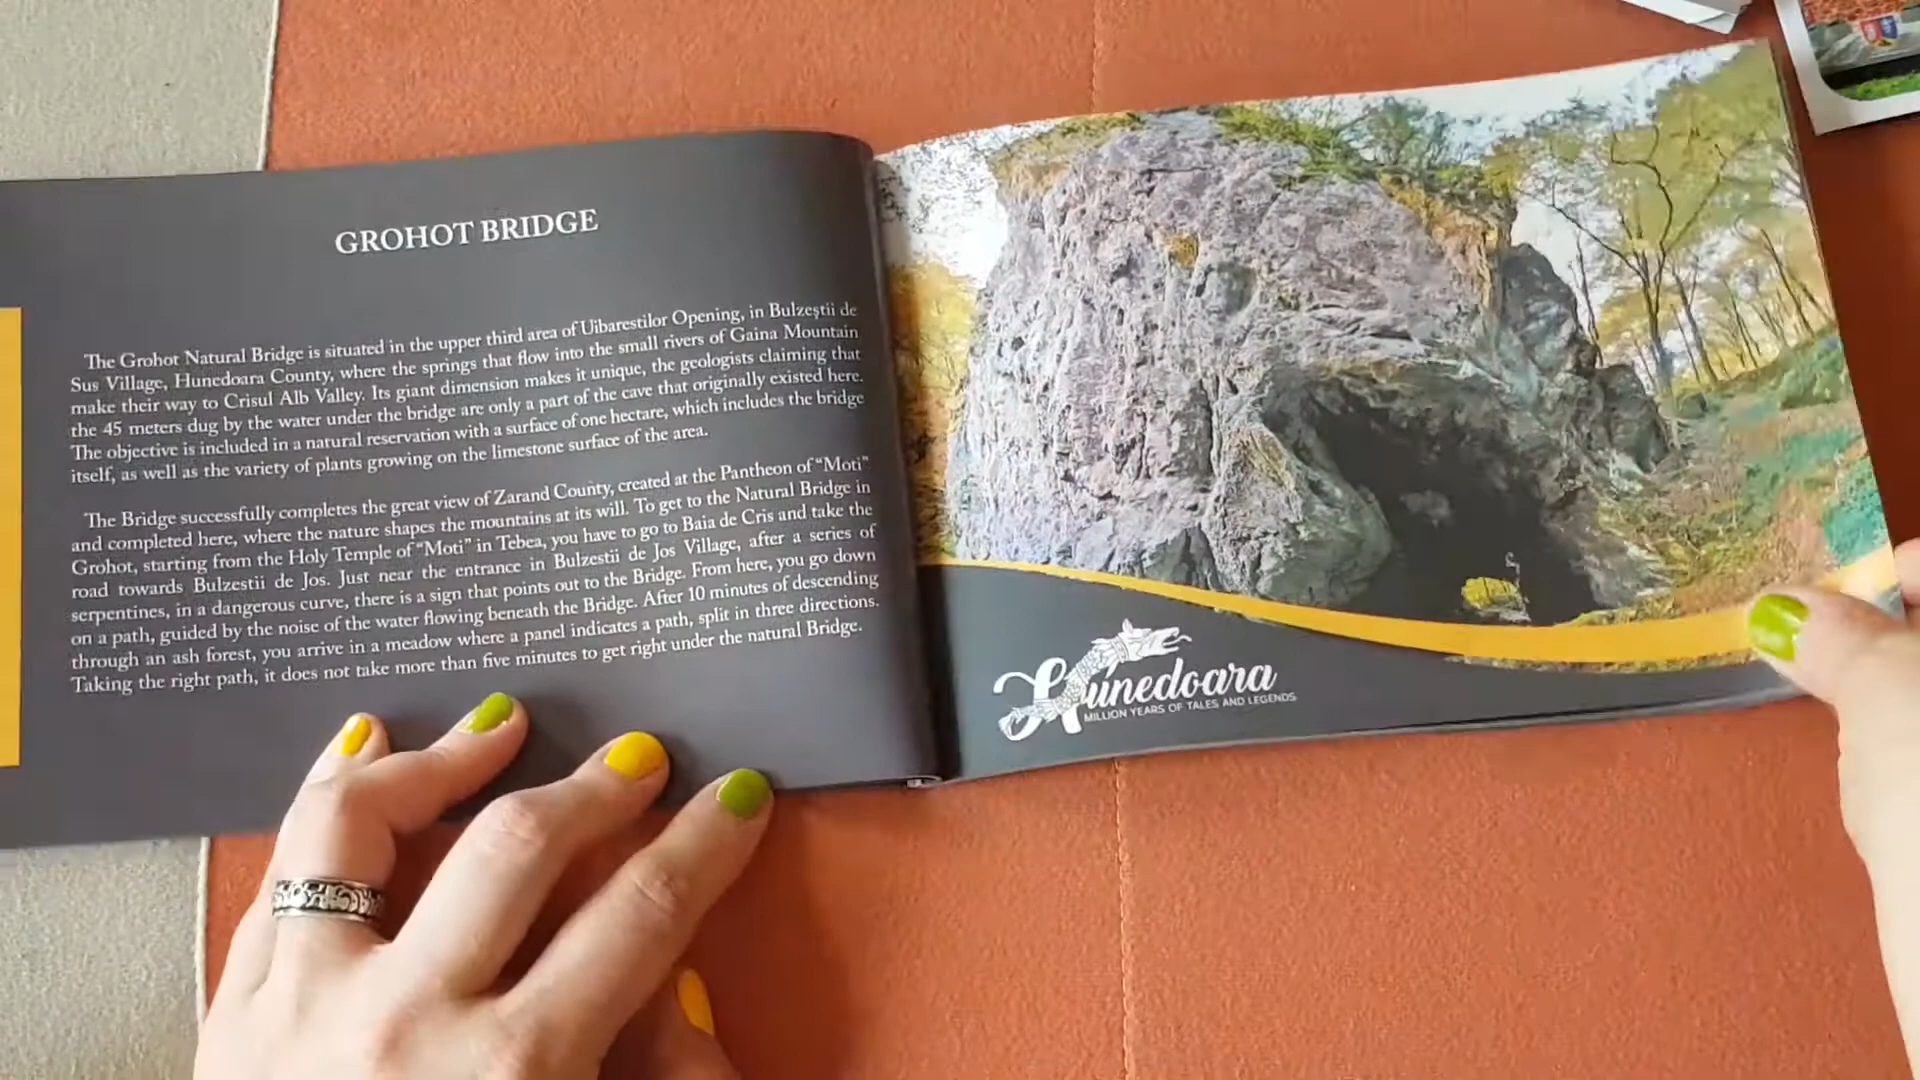 GROHOT BRIDGE
The Grohot Natural Bridge is situated in the upper third area of Uibarestilor Opening, in Bulzeştii de
Sus Village, Hunedoara County, where the springs that flow into the small rivers of Gaina Mountain
make their way to Crisul Alb Valley. Its giant dimension makes it unique, the geologists claiming that
the 45 meters dug by the water under the bridge are only a part of the cave that originally existed here.
The objective is included in a natural reservation with a surface of one hectare, which includes the bridge
itself, as well as the variety of plants growing on the limestone surface of the area.
The Bridge successfully completes the great view of Zarand County, created at the Pantheon of “Moti”
and completed here, where the nature shapes the mountains at its will. To get to the Natural Bridge in
Grohot, starting from the Holy Temple of “Moti” in Tebea, you have to go to Baia de Cris and take the
road towards Bulzestii de Jos. Just near the entrance in Bulzestii de Jos Village, after a series of
serpentines, in a dangerous curve, there is a sign that points out to the Bridge. From here, you go down
on a path, guided by the noise of the water flowing beneath the Bridge. After 10 minutes of descending
through an ash forest, you arrive in a meadow where a panel indicates a path, split in three directions.
Taking the right path, it does not take more than five minutes to get right under the natural Bridge.
Hunedoara
MILLION YEARS OF TALES AND LEGENDS